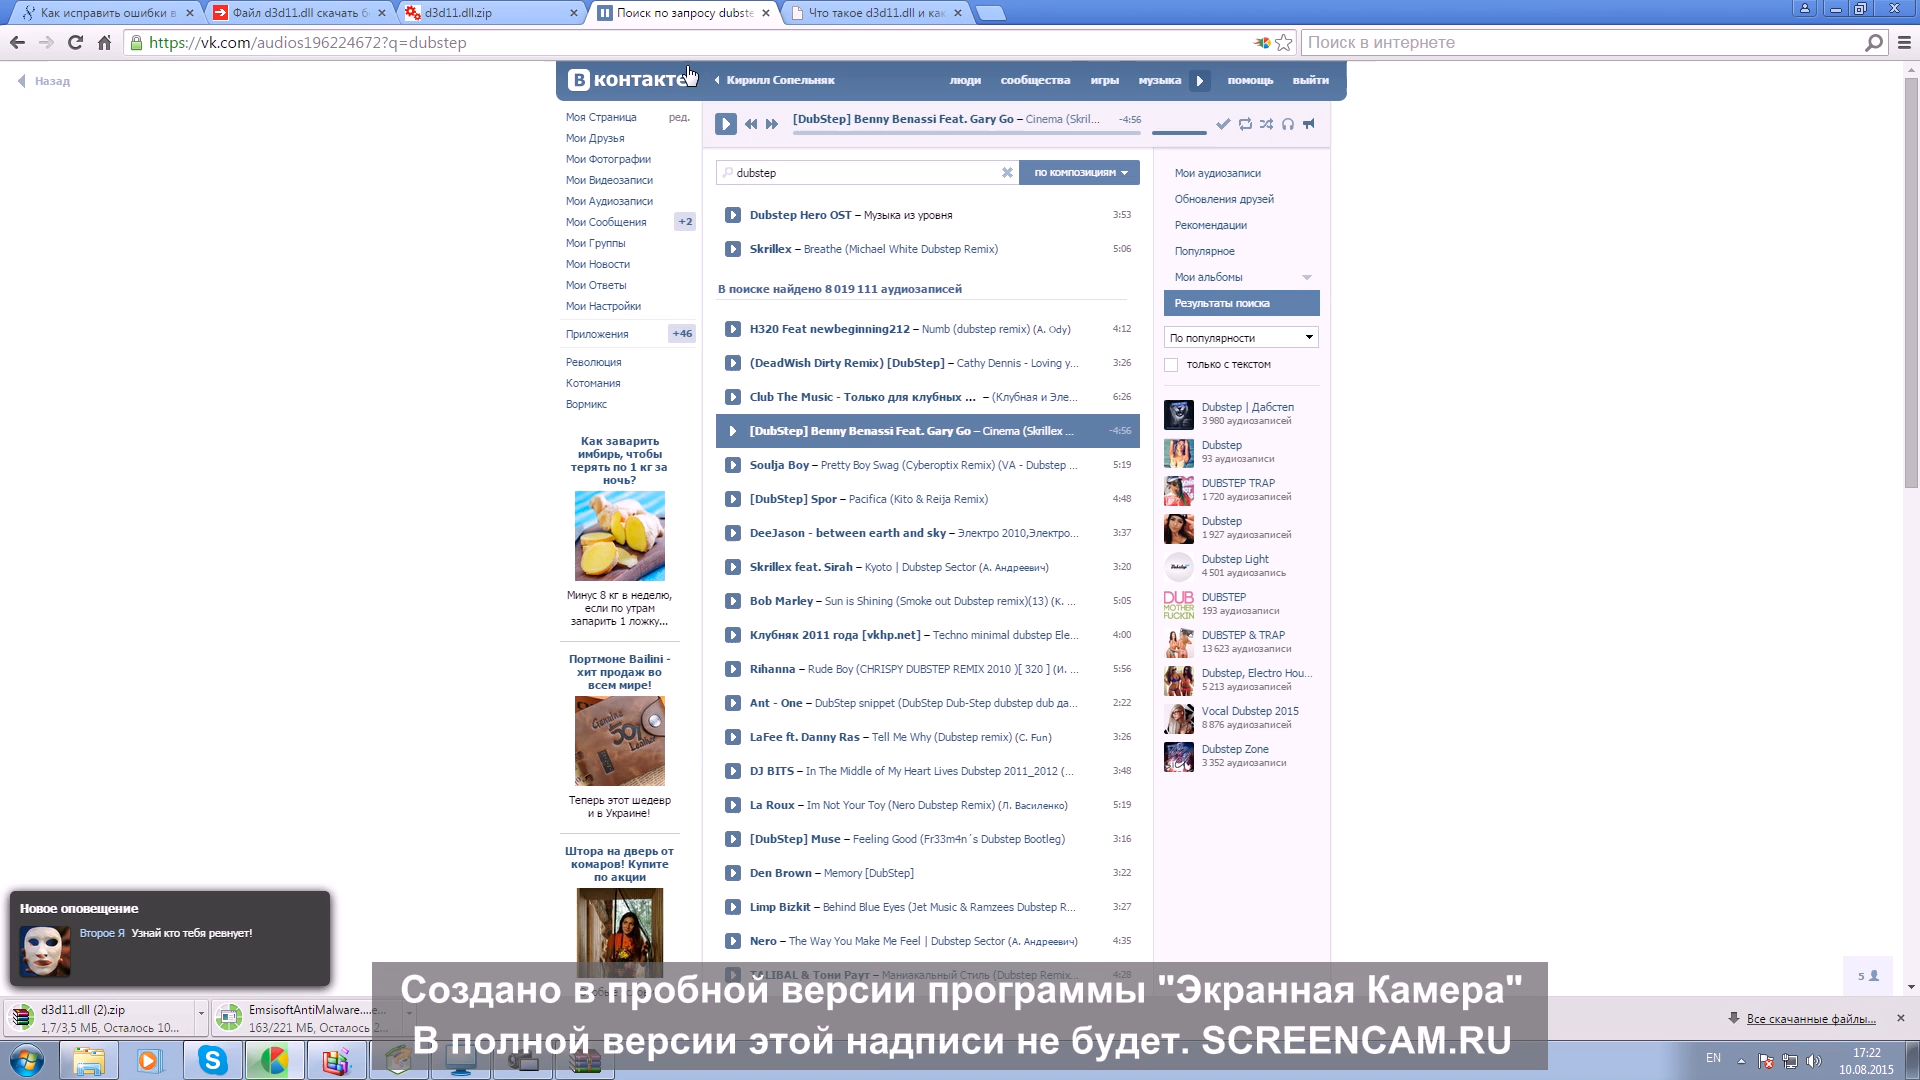 Как исправить ошибки в
Файл d3d11.dll скачать бе
d3d11.dll.zip
Поиск по запросу dubste
Что такое d3d11.dll и как
https://vk.com/audios196224672?q=dubstep
Поиск в интернете
Назад
В контакте
Кирилл Сопельняк
люди
сообщества
игры
музыка
помощь
выйти
Моя Страница
ред.
Мои Друзья
Мои Фотографии
Мои Видеозаписи
Мои Аудиозаписи
Мои Сообщения
+2
Мои Группы
Мои Новости
Мои Ответы
Мои Настройки
Приложения
+46
Революция
Котомания
Вормикс
Как заварить
имбирь, чтобы
терять по 1 кг за
ночь?
Минус 8 кг в неделю,
если по утрам
запарить 1 ложку...
Портмоне Bailini -
хит продаж во
всем мире!
Теперь этот шедевр
и в Украине!
Штора на дверь от
комаров! Купите
по акции
[DubStep] Benny Benassi Feat. Gary Go – Cinema (Skril...
-4:56
dubstep
по композициям
Dubstep Hero OST – Музыка из уровня 3:53
Skrillex – Breathe (Michael White Dubstep Remix) 5:06
В поиске найдено 8 019 111 аудиозаписей
H320 Feat newbeginning212 – Numb (dubstep remix) (A. Ody) 4:12
(DeadWish Dirty Remix) [DubStep] – Cathy Dennis - Loving y... 3:26
Club The Music - Только для клубных ... – (Клубная и Эле... 6:26
[DubStep] Benny Benassi Feat. Gary Go – Cinema (Skrillex ... -4:56
Soulja Boy – Pretty Boy Swag (Cyberoptix Remix) (VA - Dubstep ... 5:19
[DubStep] Spor – Pacifica (Kito & Reija Remix) 4:48
DeeJason - between earth and sky – Электро 2010,Электро... 3:37
Skrillex feat. Sirah – Kyoto | Dubstep Sector (А. Андреевич) 3:20
Bob Marley – Sun is Shining (Smoke out Dubstep remix)(13) (К. ... 5:05
Клубняк 2011 года [vkhp.net] – Techno minimal dubstep Ele... 4:00
Rihanna – Rude Boy (CHRISPY DUBSTEP REMIX 2010 )[ 320 ] (И. ... 5:56
Ant - One – DubStep snippet (DubStep Dub-Step dubstep dub да... 2:22
LaFee ft. Danny Ras – Tell Me Why (Dubstep remix) (С. Fun) 3:26
DJ BITS – In The Middle of My Heart Lives Dubstep 2011_2012 (... 3:48
La Roux – Im Not Your Toy (Nero Dubstep Remix) (Л. Василенко) 5:19
[DubStep] Muse – Feeling Good (Fr33m4n´s Dubstep Bootleg) 3:16
Den Brown – Memory [DubStep] 3:22
Limp Bizkit – Behind Blue Eyes (Jet Music & Ramzees Dubstep R... 3:27
Nero – The Way You Make Me Feel | Dubstep Sector (А. Андреевич) 4:35
TALIBAL & Тони Раут – Маниакальный Стиль (Dubstep Remix... 4:28
Мои аудиозаписи
Обновления друзей
Рекомендации
Популярное
Мои альбомы
Результаты поиска
По популярности
только с текстом
Dubstep | Дабстеп
3 980 аудиозаписей
Dubstep
93 аудиозаписи
DUBSTEP TRAP
1 720 аудиозаписей
Dubstep
1 927 аудиозаписей
Dubstep Light
4 501 аудиозапись
DUBSTEP
193 аудиозаписи
DUBSTEP & TRAP
13 623 аудиозаписей
Dubstep, Electro Hou...
5 213 аудиозаписей
Vocal Dubstep 2015
8 876 аудиозаписей
Dubstep Zone
3 352 аудиозаписи
5
Новое оповещение
Второе Я Узнай кто тебя ревнует!
d3d11.dll (2).zip
1,7/3,5 МБ, Осталось 10...
EmsisoftAntiMalware....e
163/221 МБ, Осталось 2...
Все скачанные файлы...
Создано в пробной версии программы "Экранная Камера"
В полной версии этой надписи не будет. SCREENCAM.RU
EN
17:22
10.08.2015